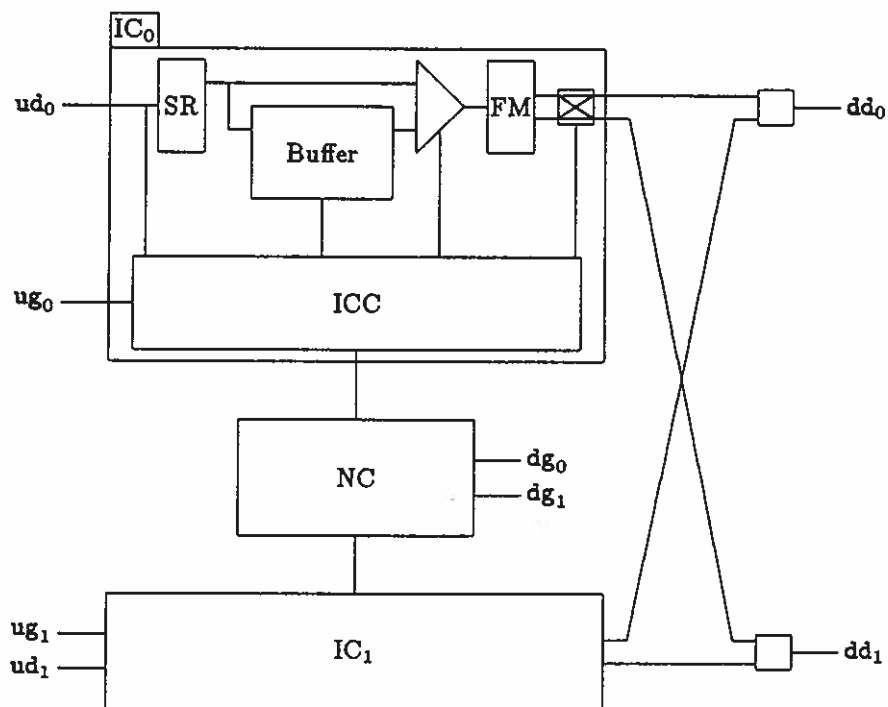 IC₀
ud₀
SR
FM
dd₀
Buffer
ug₀
ICC
NC
dg₀
dg₁
ug₁
IC₁
ud₁
dd₁